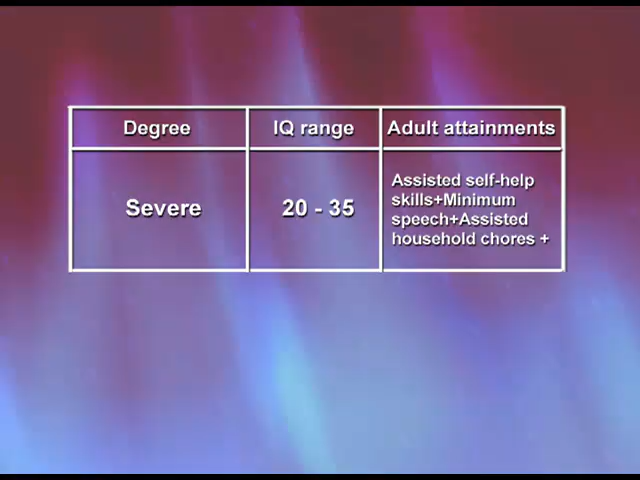 Degree IQ range Adult attainments
Severe 20 - 35 Assisted self-help
skills+Minimum
speech+Assisted
household chores +